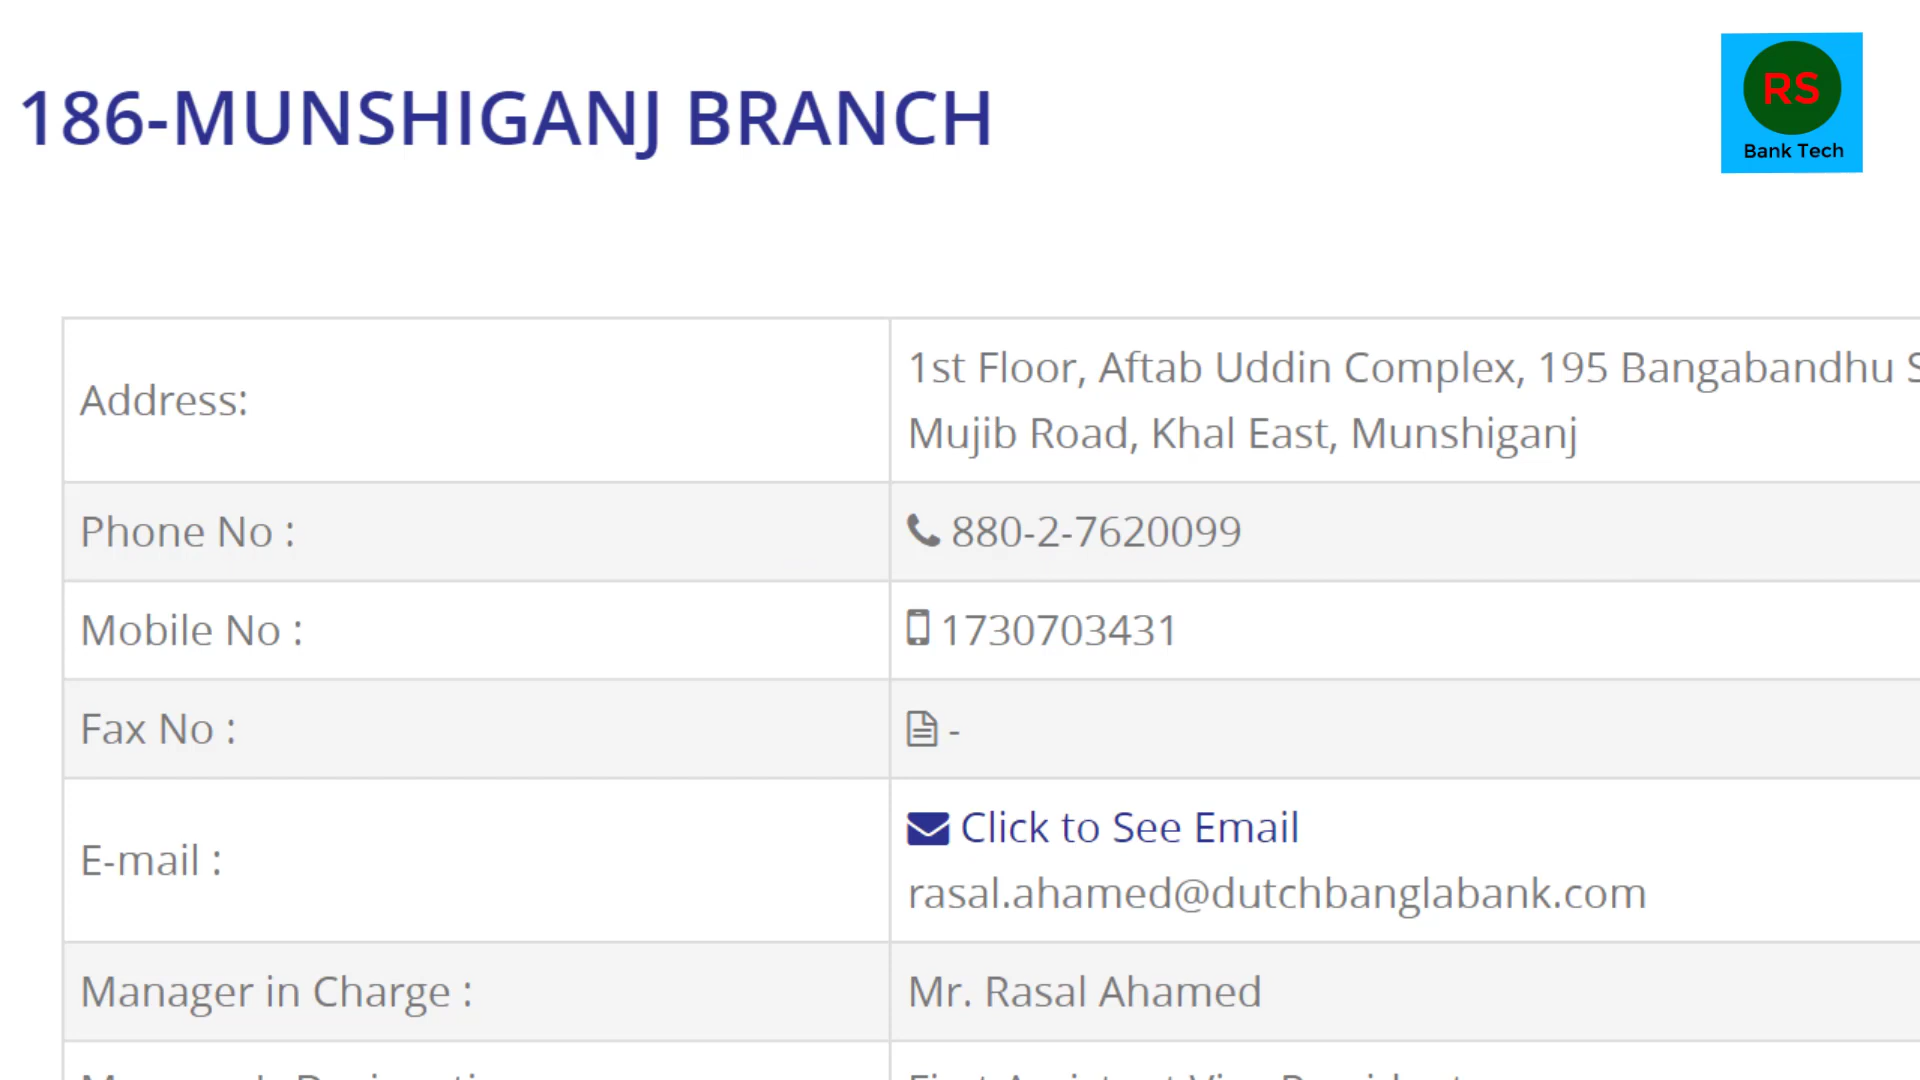 RS
Bank Tech
186-MUNSHIGANJ BRANCH
Address:
1st Floor, Aftab Uddin Complex, 195 Bangabandhu
Mujib Road, Khal East, Munshiganj
Phone No :
880-2-7620099
Mobile No :
1730703431
Fax No :
-
E-mail :
Click to See Email
rasal.ahamed@dutchbanglabank.com
Manager in Charge :
Mr. Rasal Ahamed